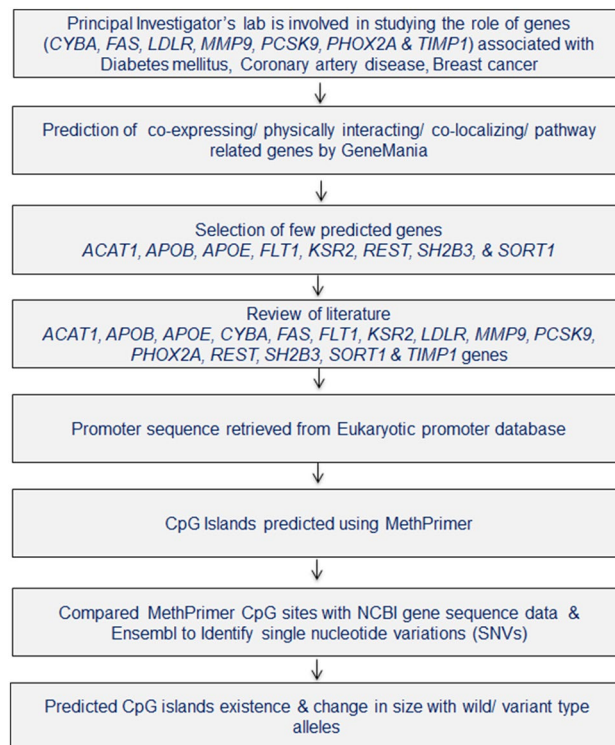 Principal Investigator's lab is involved in studying the role of genes
(CYBA, FAS, LDLR, MMP9, PCSK9, PHOX2A & TIMP1) associated with
Diabetes mellitus, Coronary artery disease, Breast cancer
Prediction of co-expressing/ physically interacting/ co-localizing/ pathway
related genes by GeneMania
Selection of few predicted genes
ACAT1, APOB, APOE, FLT1, KSR2, REST, SH2B3, & SORT1
Review of literature
ACAT1, APOB, APOE, CYBA, FAS, FLT1, KSR2, LDLR, MMP9, PCSK9,
PHOX2A, REST, SH2B3, SORT1 & TIMP1 genes
Promoter sequence retrieved from Eukaryotic promoter database
CpG Islands predicted using MethPrimer
Compared MethPrimer CpG sites with NCBI gene sequence data &
Ensembl to Identify single nucleotide variations (SNVs)
Predicted CpG islands existence & change in size with wild/ variant type
alleles